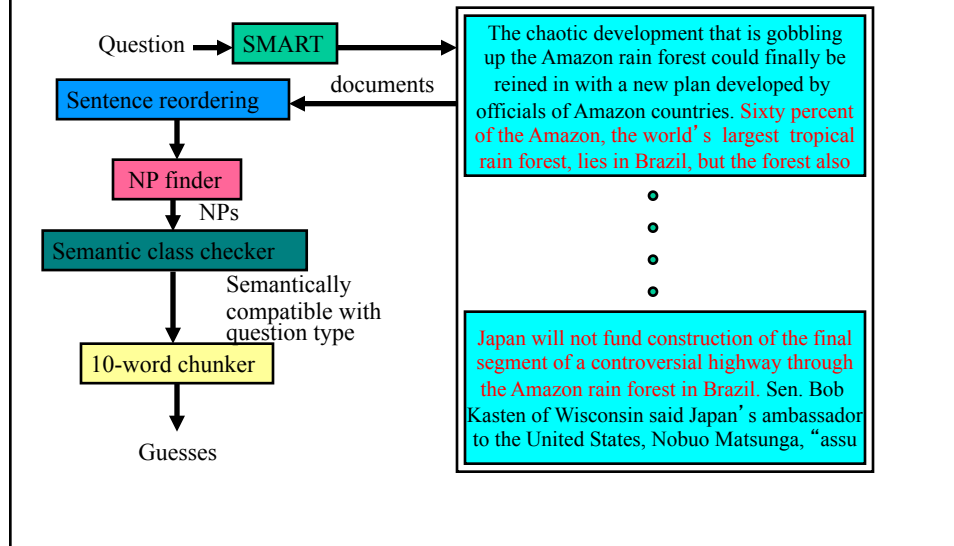 Question
SMART
documents
Sentence reordering
NP finder
NPs
Semantic class checker
Semantically
compatible with
question type
10-word chunker
Guesses
The chaotic development that is gobbling
up the Amazon rain forest could finally be
reined in with a new plan developed by
officials of Amazon countries. Sixty percent
of the Amazon, the world’s largest tropical
rain forest, lies in Brazil, but the forest also
Japan will not fund construction of the final
segment of a controversial highway through
the Amazon rain forest in Brazil. Sen. Bob
Kasten of Wisconsin said Japan’s ambassador
to the United States, Nobuo Matsunga, “assu